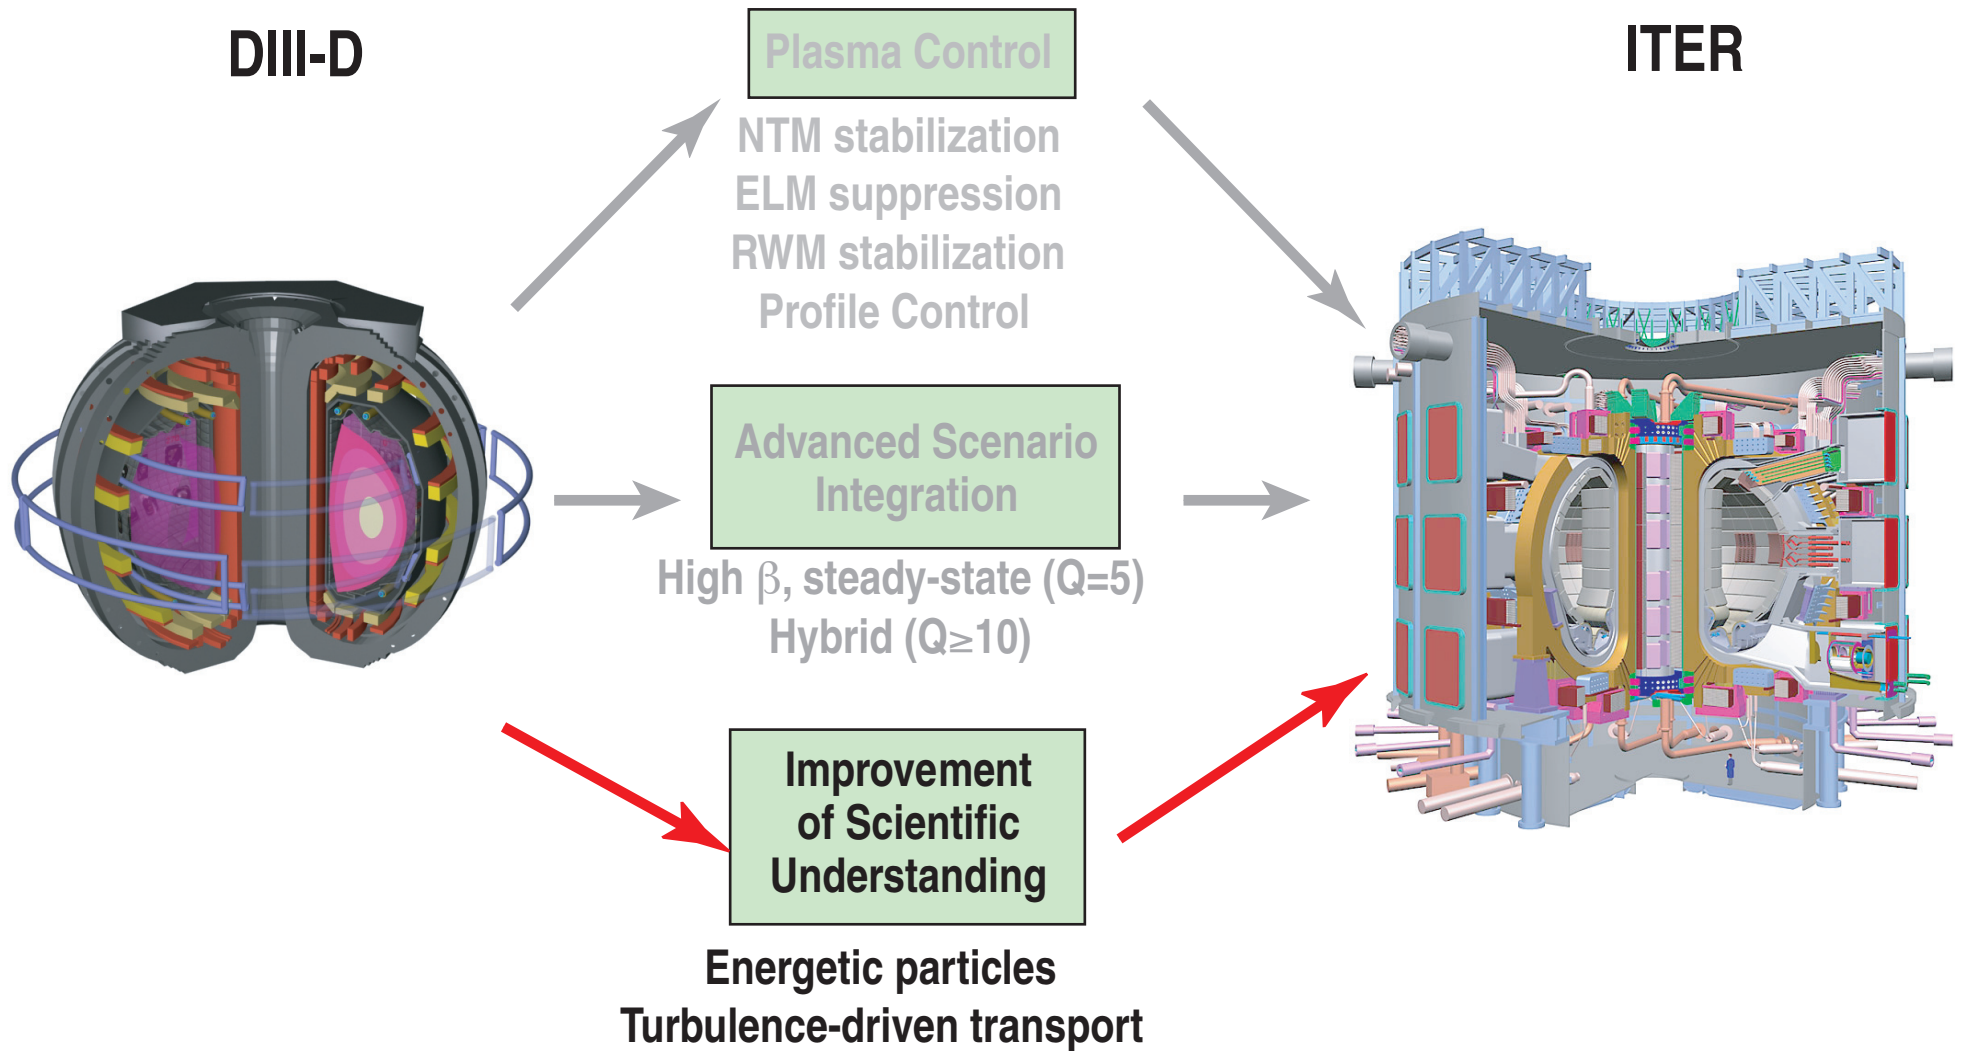 DIII-D
Plasma Control
ITER
NTM stabilization
ELM suppression
RWM stabilization
Profile Control
Advanced Scenario
Integration
High β, steady-state (Q=5)
Hybrid (Q≥10)
Improvement
of Scientific
Understanding
Energetic particles
Turbulence-driven transport